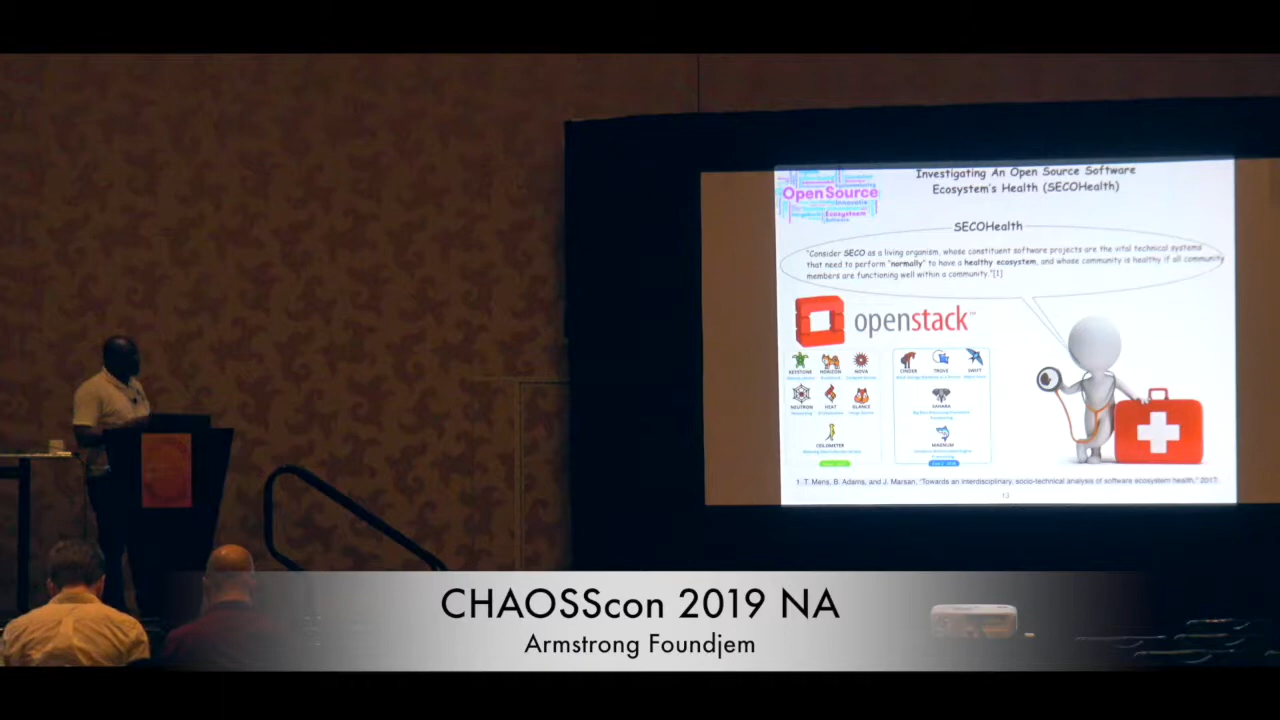 Investigating An Open Source Software
Ecosystem's Health (SECOHealth)
Open Source
Innovatie
Ecosysteem
SECOHealth
"Consider SECO as a living organism, whose constituent software projects are the vital technical systems
that need to perform "normally" to have a healthy ecosystem, and whose community is healthy if all community
members are functioning well within a community."[1]
openstack™
KEYSTONE HORIZON NOVA
NEUTRON HEAT GLANCE
CEILOMETER
CINDER TROVE SWIFT
SAHARA
MAGNUM
1. T. Mens, B. Adams, and J. Marsan, "Towards an interdisciplinary, socio-technical analysis of software ecosystem health," 2017.
CHAOSScon 2019 NA
Armstrong Foundjem